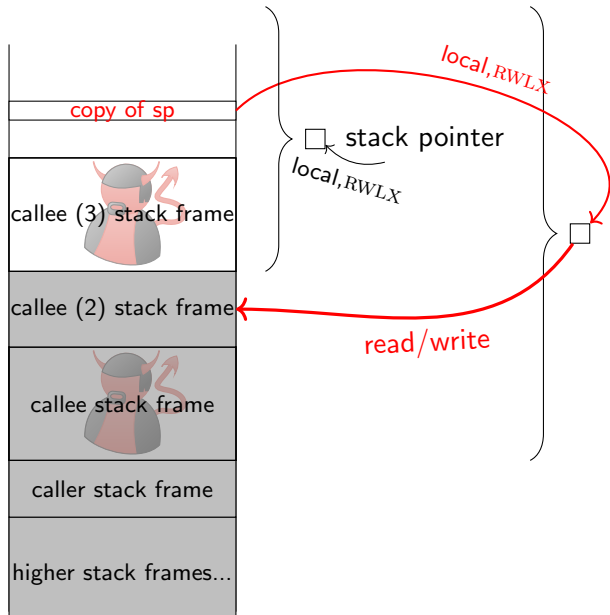 local,RWLX
copy of sp
stack pointer
local,RWLX
callee (3) stack frame
callee (2) stack frame
read/write
callee stack frame
caller stack frame
higher stack frames...